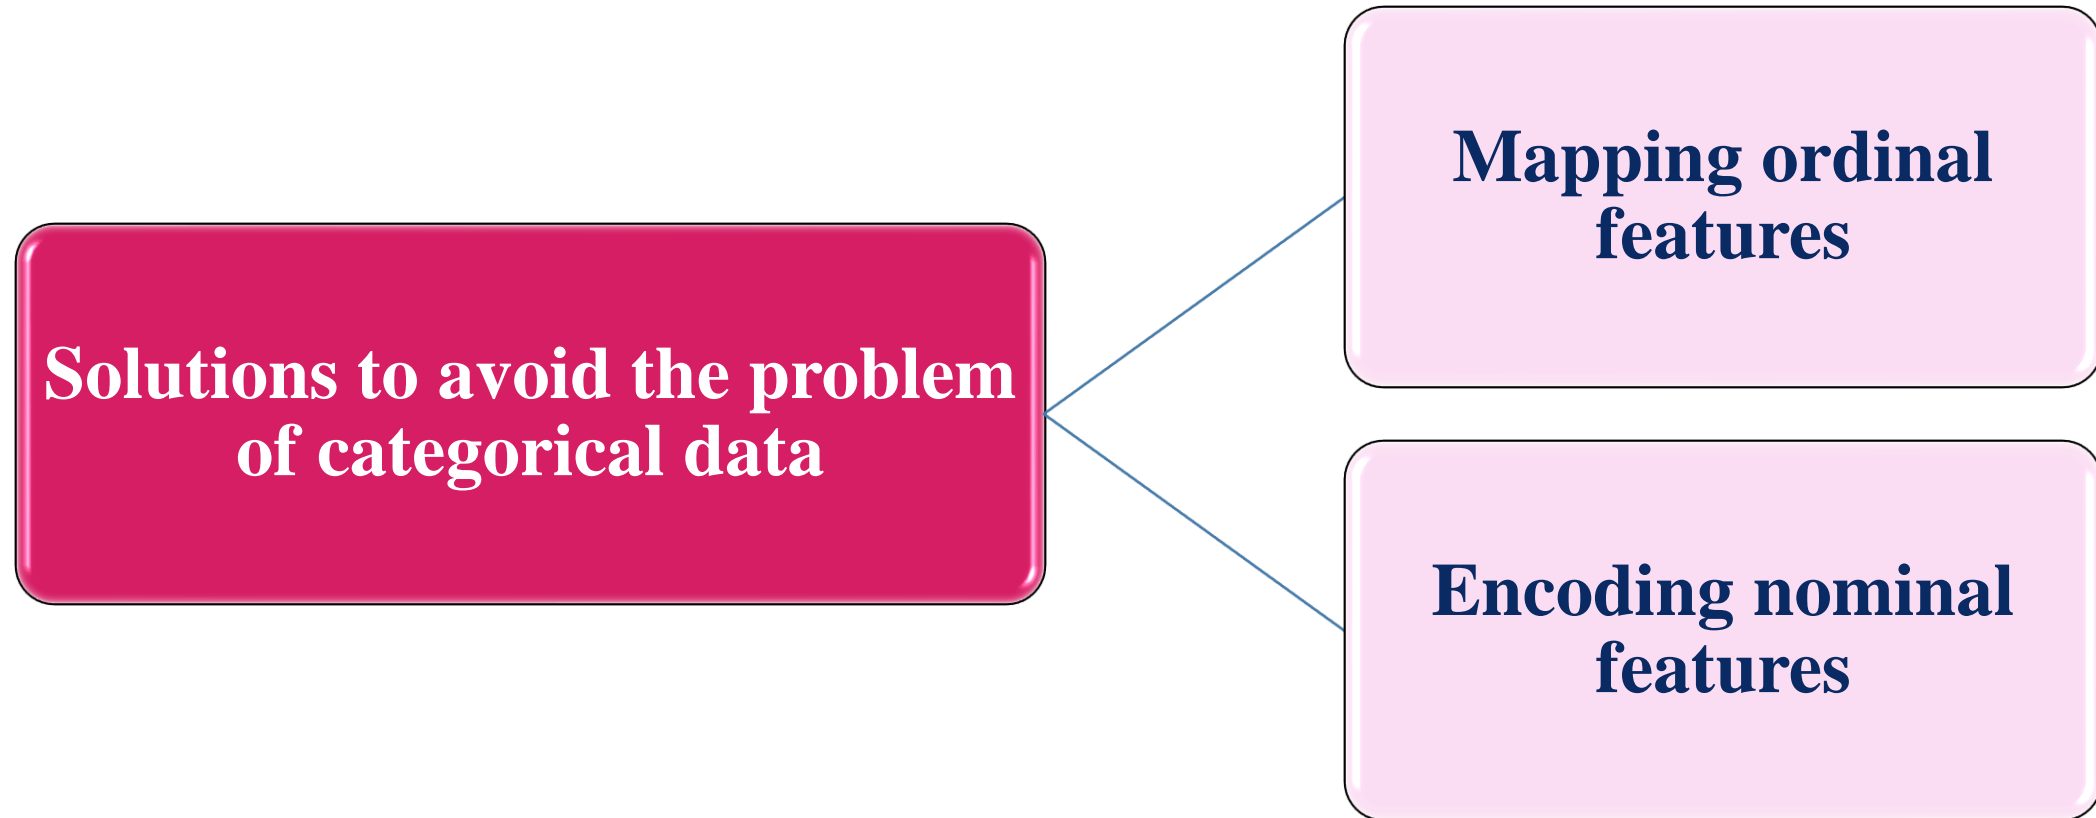 Solutions to avoid the problem
of categorical data
Mapping ordinal
features
Encoding nominal
features